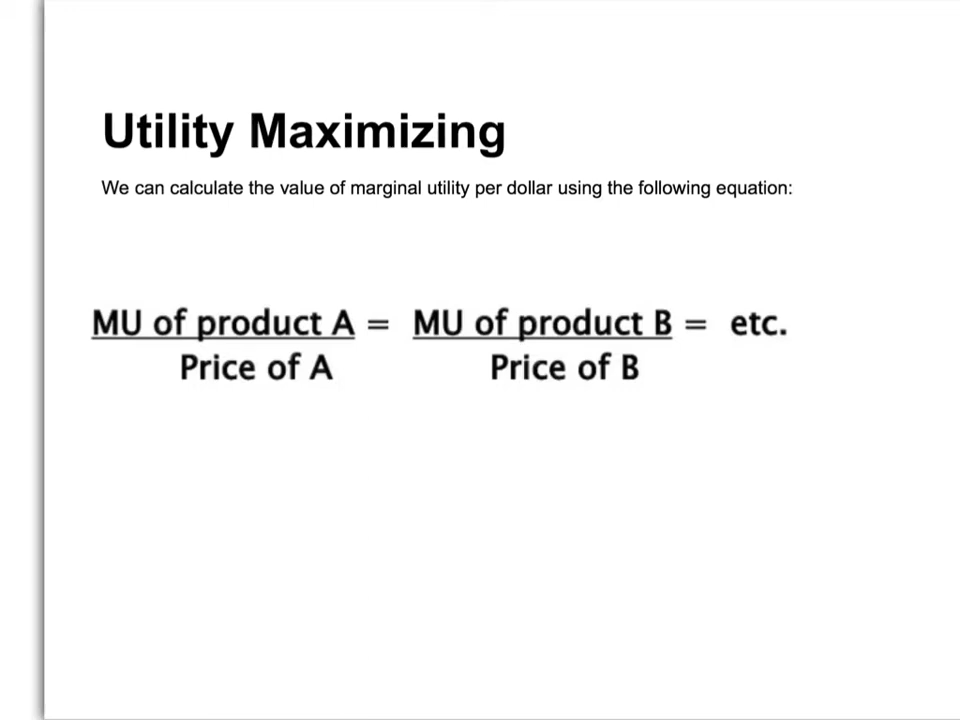 Utility Maximizing
We can calculate the value of marginal utility per dollar using the following equation:
MU of product A = MU of product B = etc.
Price of A Price of B